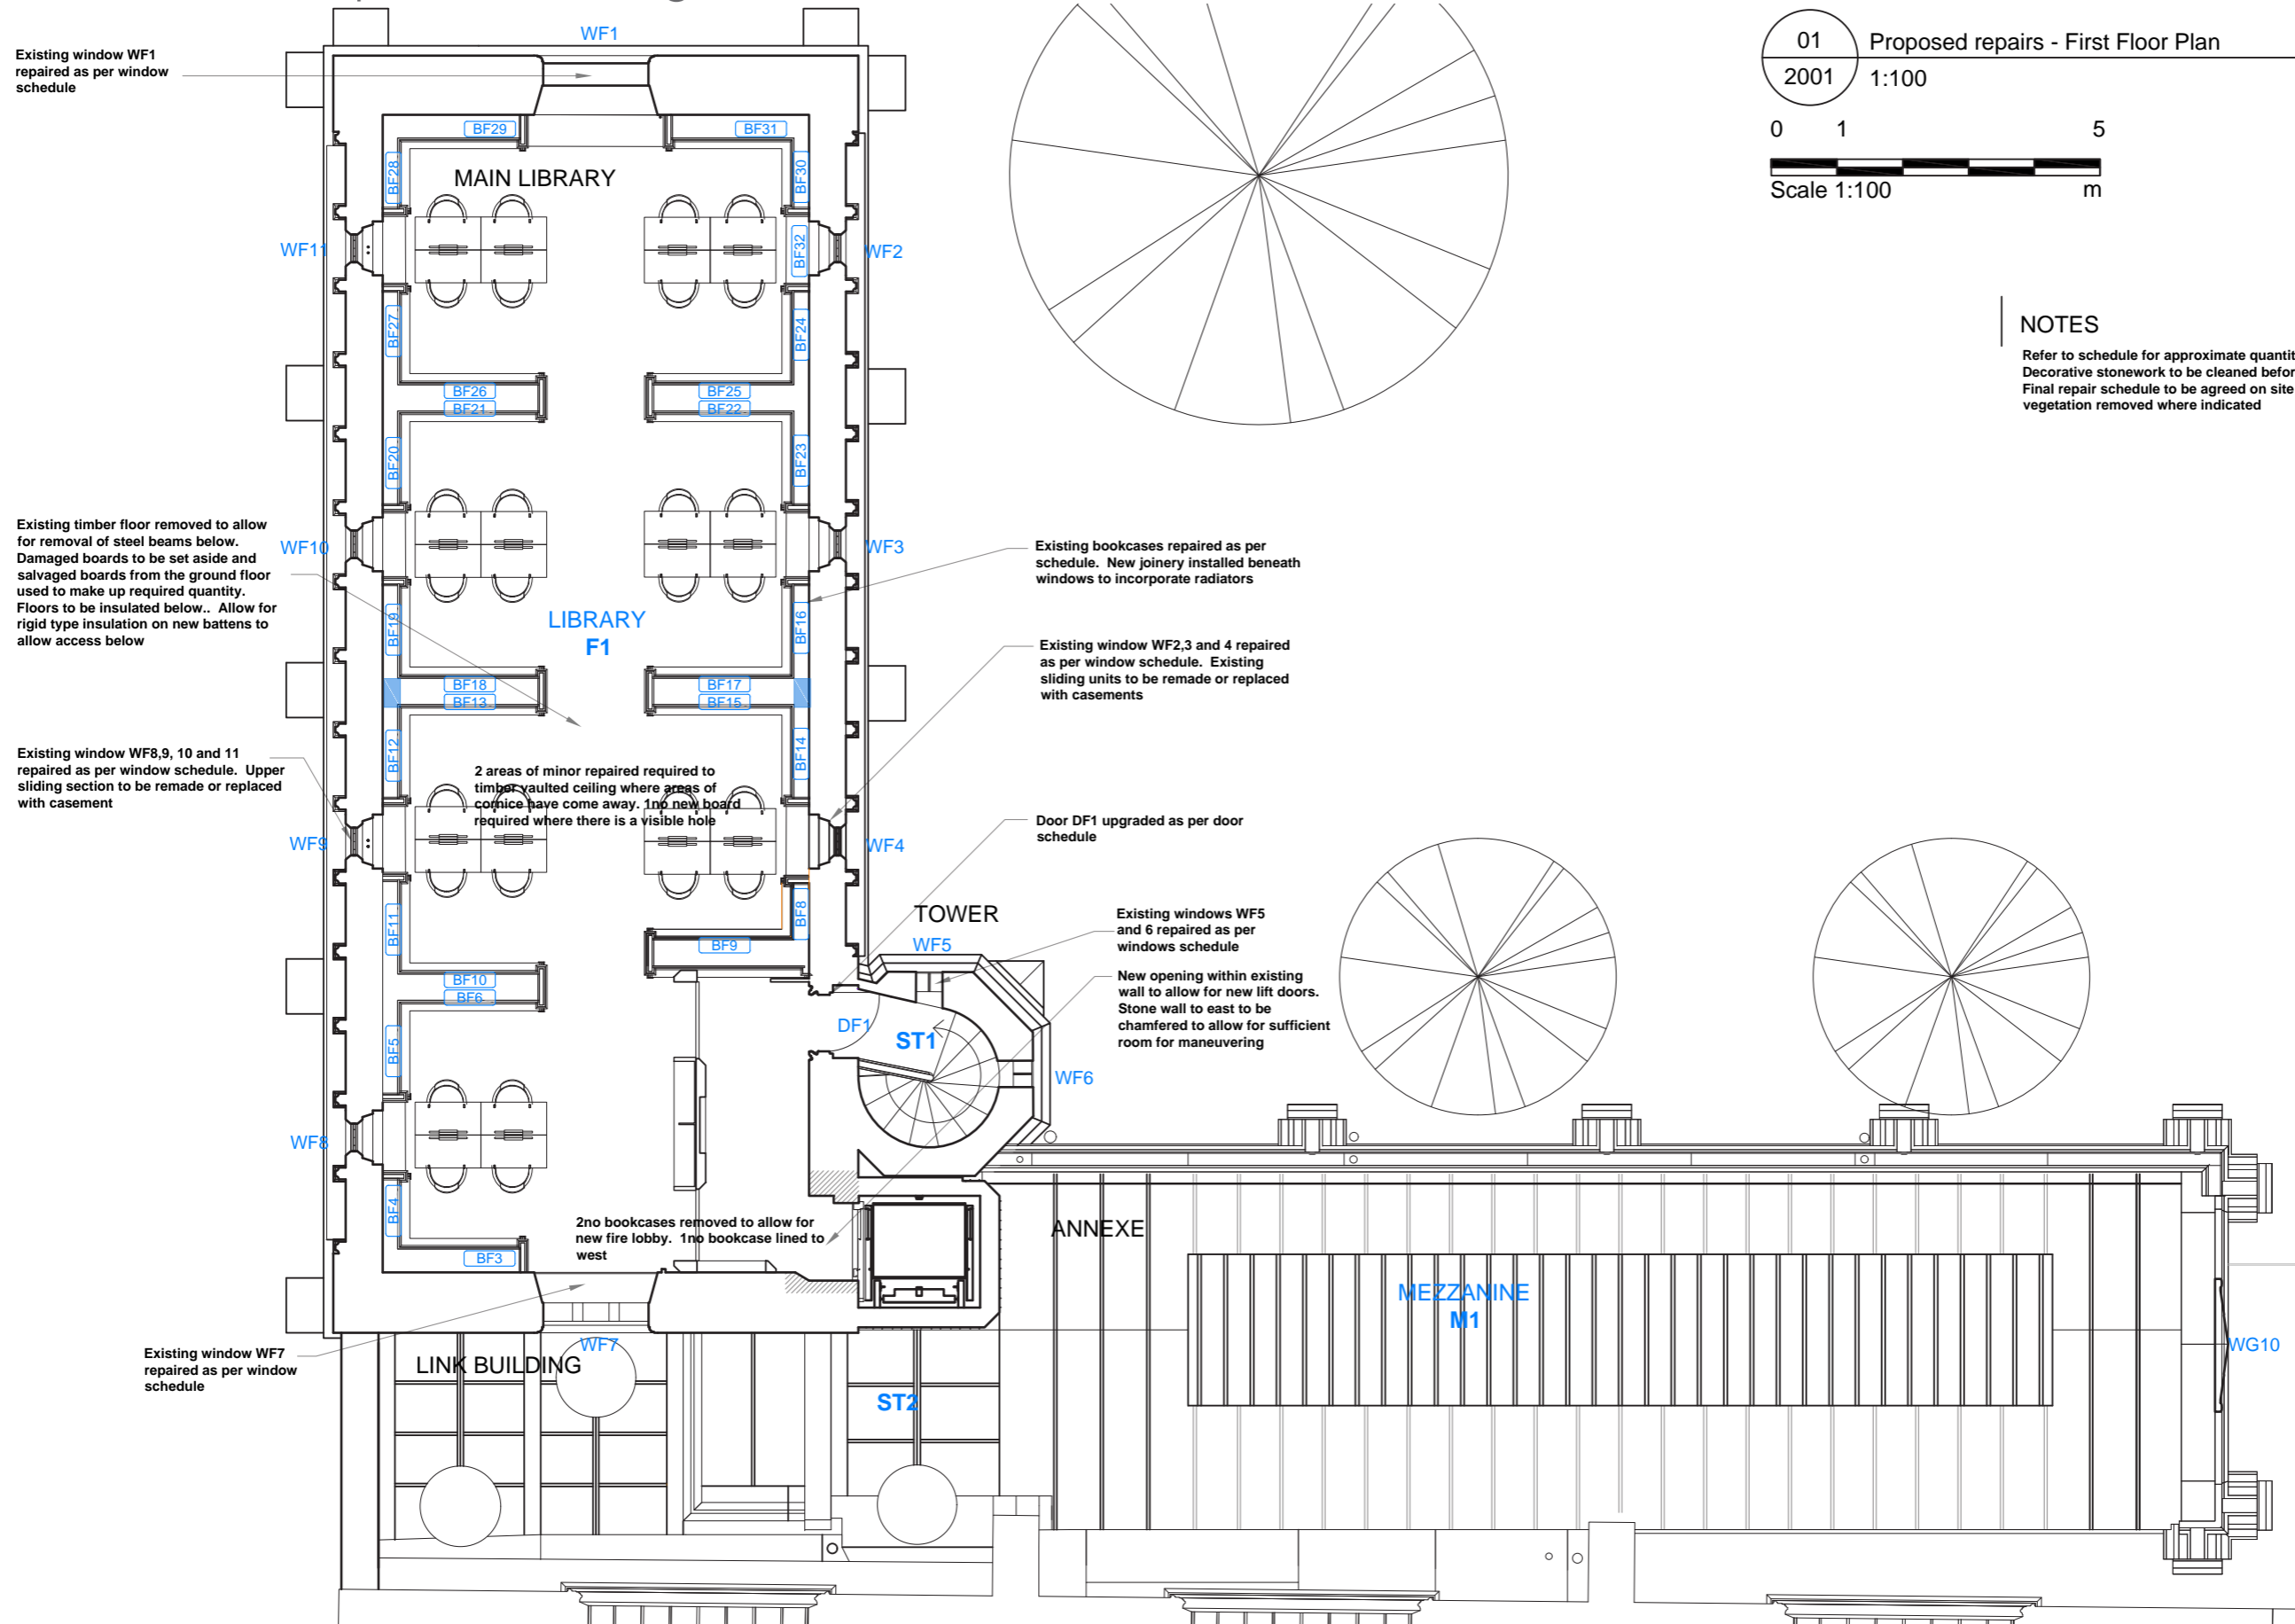 WF1
01
Proposed repairs - First Floor Plan
2001
1:100
0 1 5
Scale 1:100 m
Existing window WF1
repaired as per window
schedule
BF29
BF31
BF28
BF30
MAIN LIBRARY
WF11
BF32
WF2
NOTES
Refer to schedule for approximate
Decorative stonework to be cleaned
Final repair schedule to be agreed on site
vegetation removed where indicated
BF27
BF24
BF26
BF25
BF21
BF22
BF20
BF23
Existing timber floor removed to allow
for removal of steel beams below.
Damaged boards to be set aside and
salvaged boards from the ground floor
used to make up required quantity.
Floors to be insulated below.. Allow for
rigid type insulation on new battens to
allow access below
WF10
WF3
Existing bookcases repaired as per
schedule. New joinery installed beneath
windows to incorporate radiators
BF19
LIBRARY
F1
BF16
Existing window WF2,3 and 4 repaired
as per window schedule. Existing
sliding units to be remade or replaced
with casements
BF18
BF17
BF13
BF15
BF12
BF14
Existing window WF8,9, 10 and 11
repaired as per window schedule. Upper
sliding section to be remade or replaced
with casement
2 areas of minor repaired required to
timber vaulted ceiling where areas of
cornice have come away. 1no new board
required where there is a visible hole
WF9
WF4
Door DF1 upgraded as per door
schedule
BF11
BF8
BF9
TOWER
WF5
Existing windows WF5
and 6 repaired as per
windows schedule
BF10
BF6
New opening within existing
wall to allow for new lift doors.
Stone wall to east to be
chamfered to allow for sufficient
room for maneuvering
DF1
ST1
BF5
WF6
WF8
BF4
BF3
2no bookcases removed to allow for
new fire lobby. 1no bookcase lined to
west
ANNEXE
MEZZANINE
M1
WG10
Existing window WF7
repaired as per window
schedule
WF7
LINK BUILDING
ST2